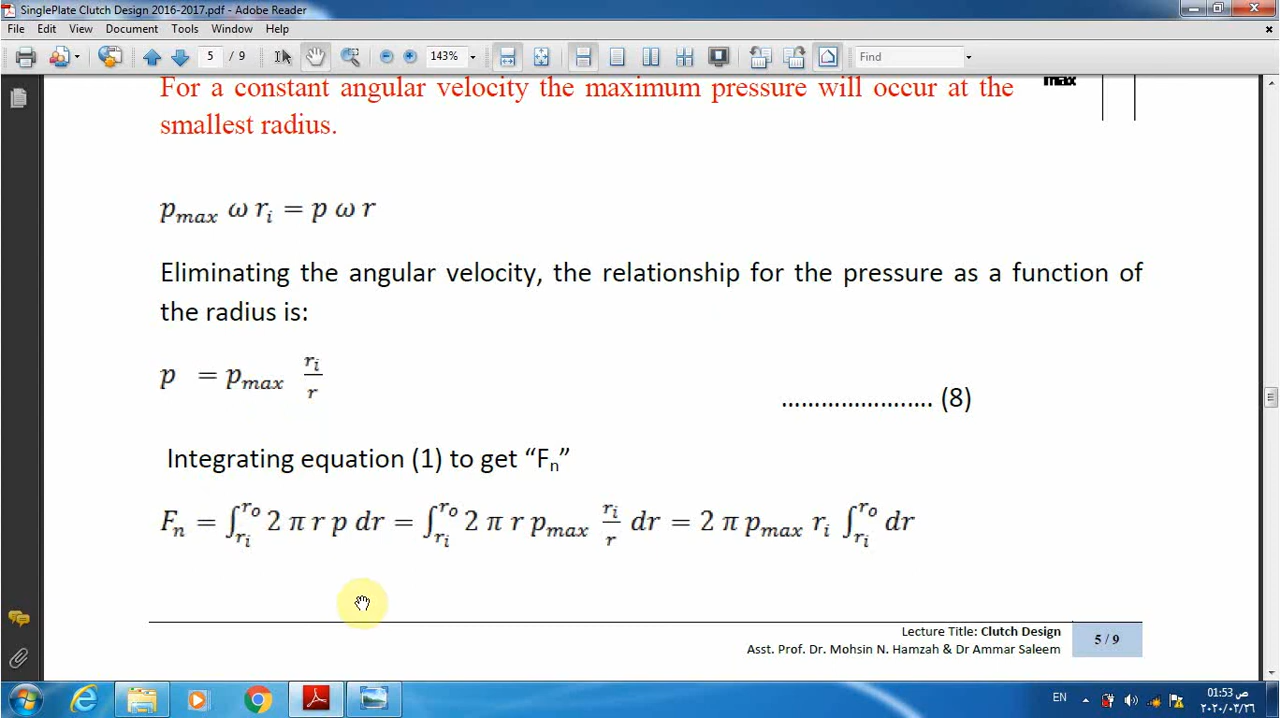 SinglePlate Clutch Design 2016-2017.pdf - Adobe Reader
File Edit View Document Tools Window Help
5 / 9 143% Find
For a constant angular velocity the maximum pressure will occur at the
smallest radius.
max
p_max ω r_i = p ω r
Eliminating the angular velocity, the relationship for the pressure as a function of
the radius is:
p = p_max r_i/r
........................ (8)
Integrating equation (1) to get “F_n”
F_n = ∫_{r_i}^{r_o} 2 π r p dr = ∫_{r_i}^{r_o} 2 π r p_max r_i/r dr = 2 π p_max r_i ∫_{r_i}^{r_o} dr
Lecture Title: Clutch Design
Asst. Prof. Dr. Mohsin N. Hamzah & Dr Ammar Saleem
5 / 9
EN
01:53 ص
٢٠٢٠/٠٣/٢٦